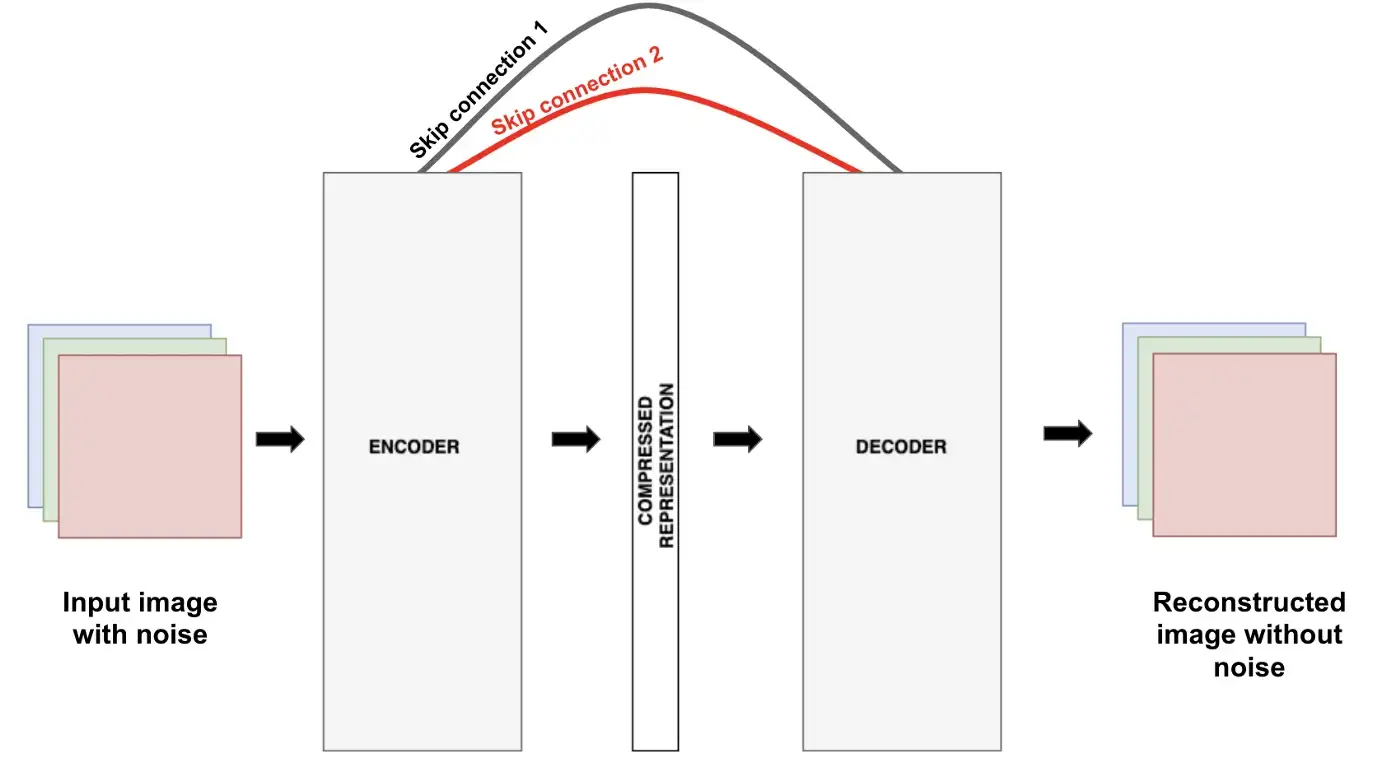 Skip connection 1
Skip connection 2
Input image
with noise
ENCODER
COMPRESSED
REPRESENTATION
DECODER
Reconstructed
image without
noise